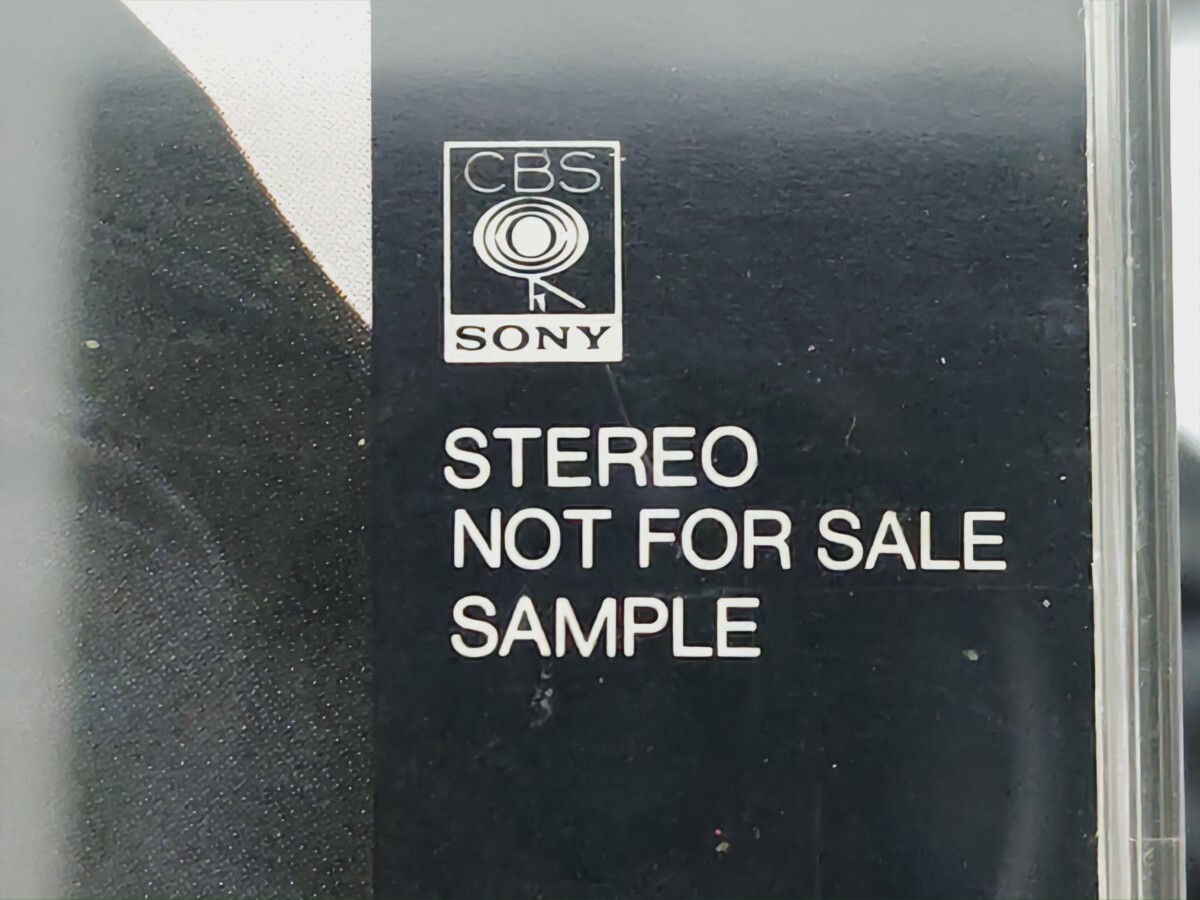 CBS
SONY
STEREO
NOT FOR SALE
SAMPLE